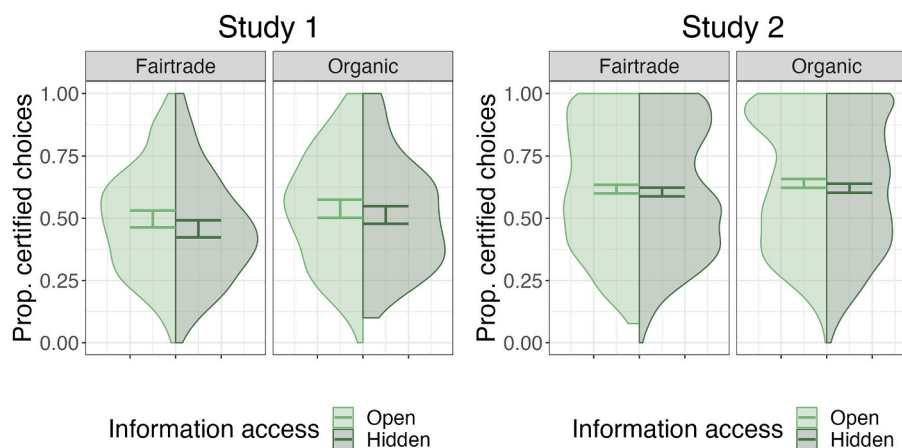 Study 1
Study 2
Fairtrade
Organic
Fairtrade
Organic
Prop. certified choices
1.00
0.75
0.50
0.25
0.00
Prop. certified choices
1.00
0.75
0.50
0.25
0.00
Information access
Open
Hidden
Information access
Open
Hidden